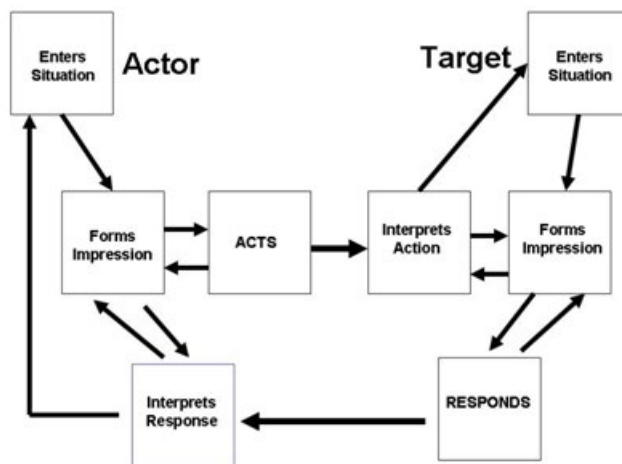 Enters
Situation
Actor
Target
Enters
Situation
Forms
Impression
ACTS
Interprets
Action
Forms
Impression
Interprets
Response
RESPONDS